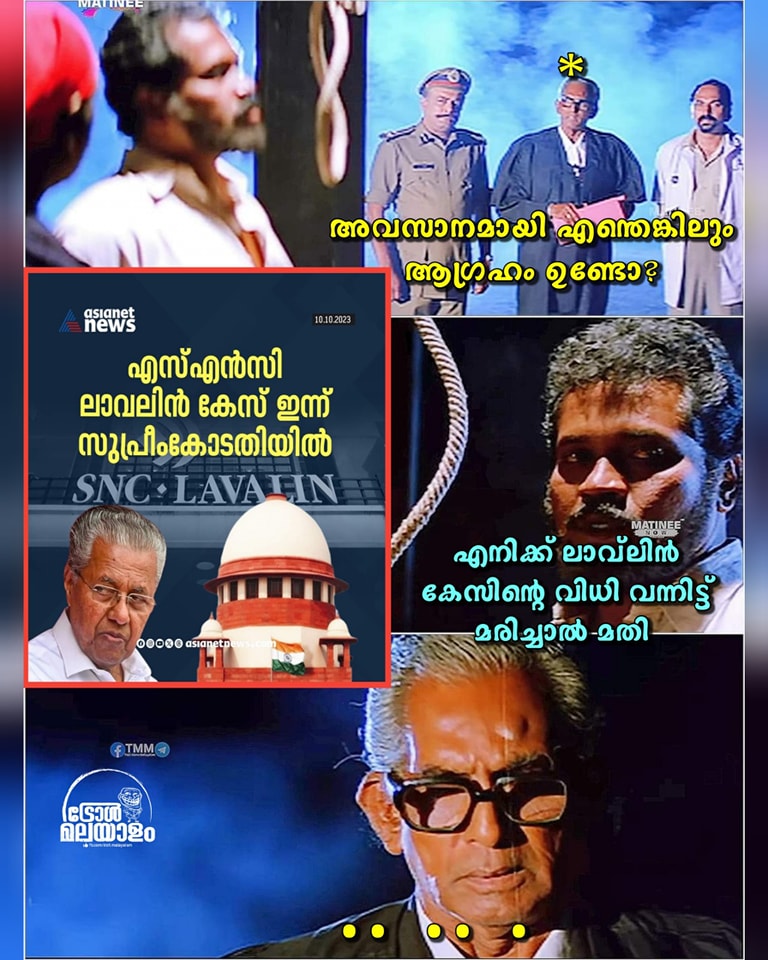 MATINEE
*
അവസാനമായി എന്തെങ്കിലും
ആഗ്രഹം ഉണ്ടോ?
asianet
news
10.10.2023
എസ്എൻസി
ലാവലിൻ കേസ് ഇന്ന്
സുപ്രീംകോടതിയിൽ
SNC·LAVALIN
asianetnews.com
MATINEE
NOW
എനിക്ക് ലാവ്‌ലിൻ
കേസിന്റെ വിധി വന്നിട്ട്
മരിച്ചാൽ മതി
TMM
ട്രോൾ
മലയാളം
.. .. .